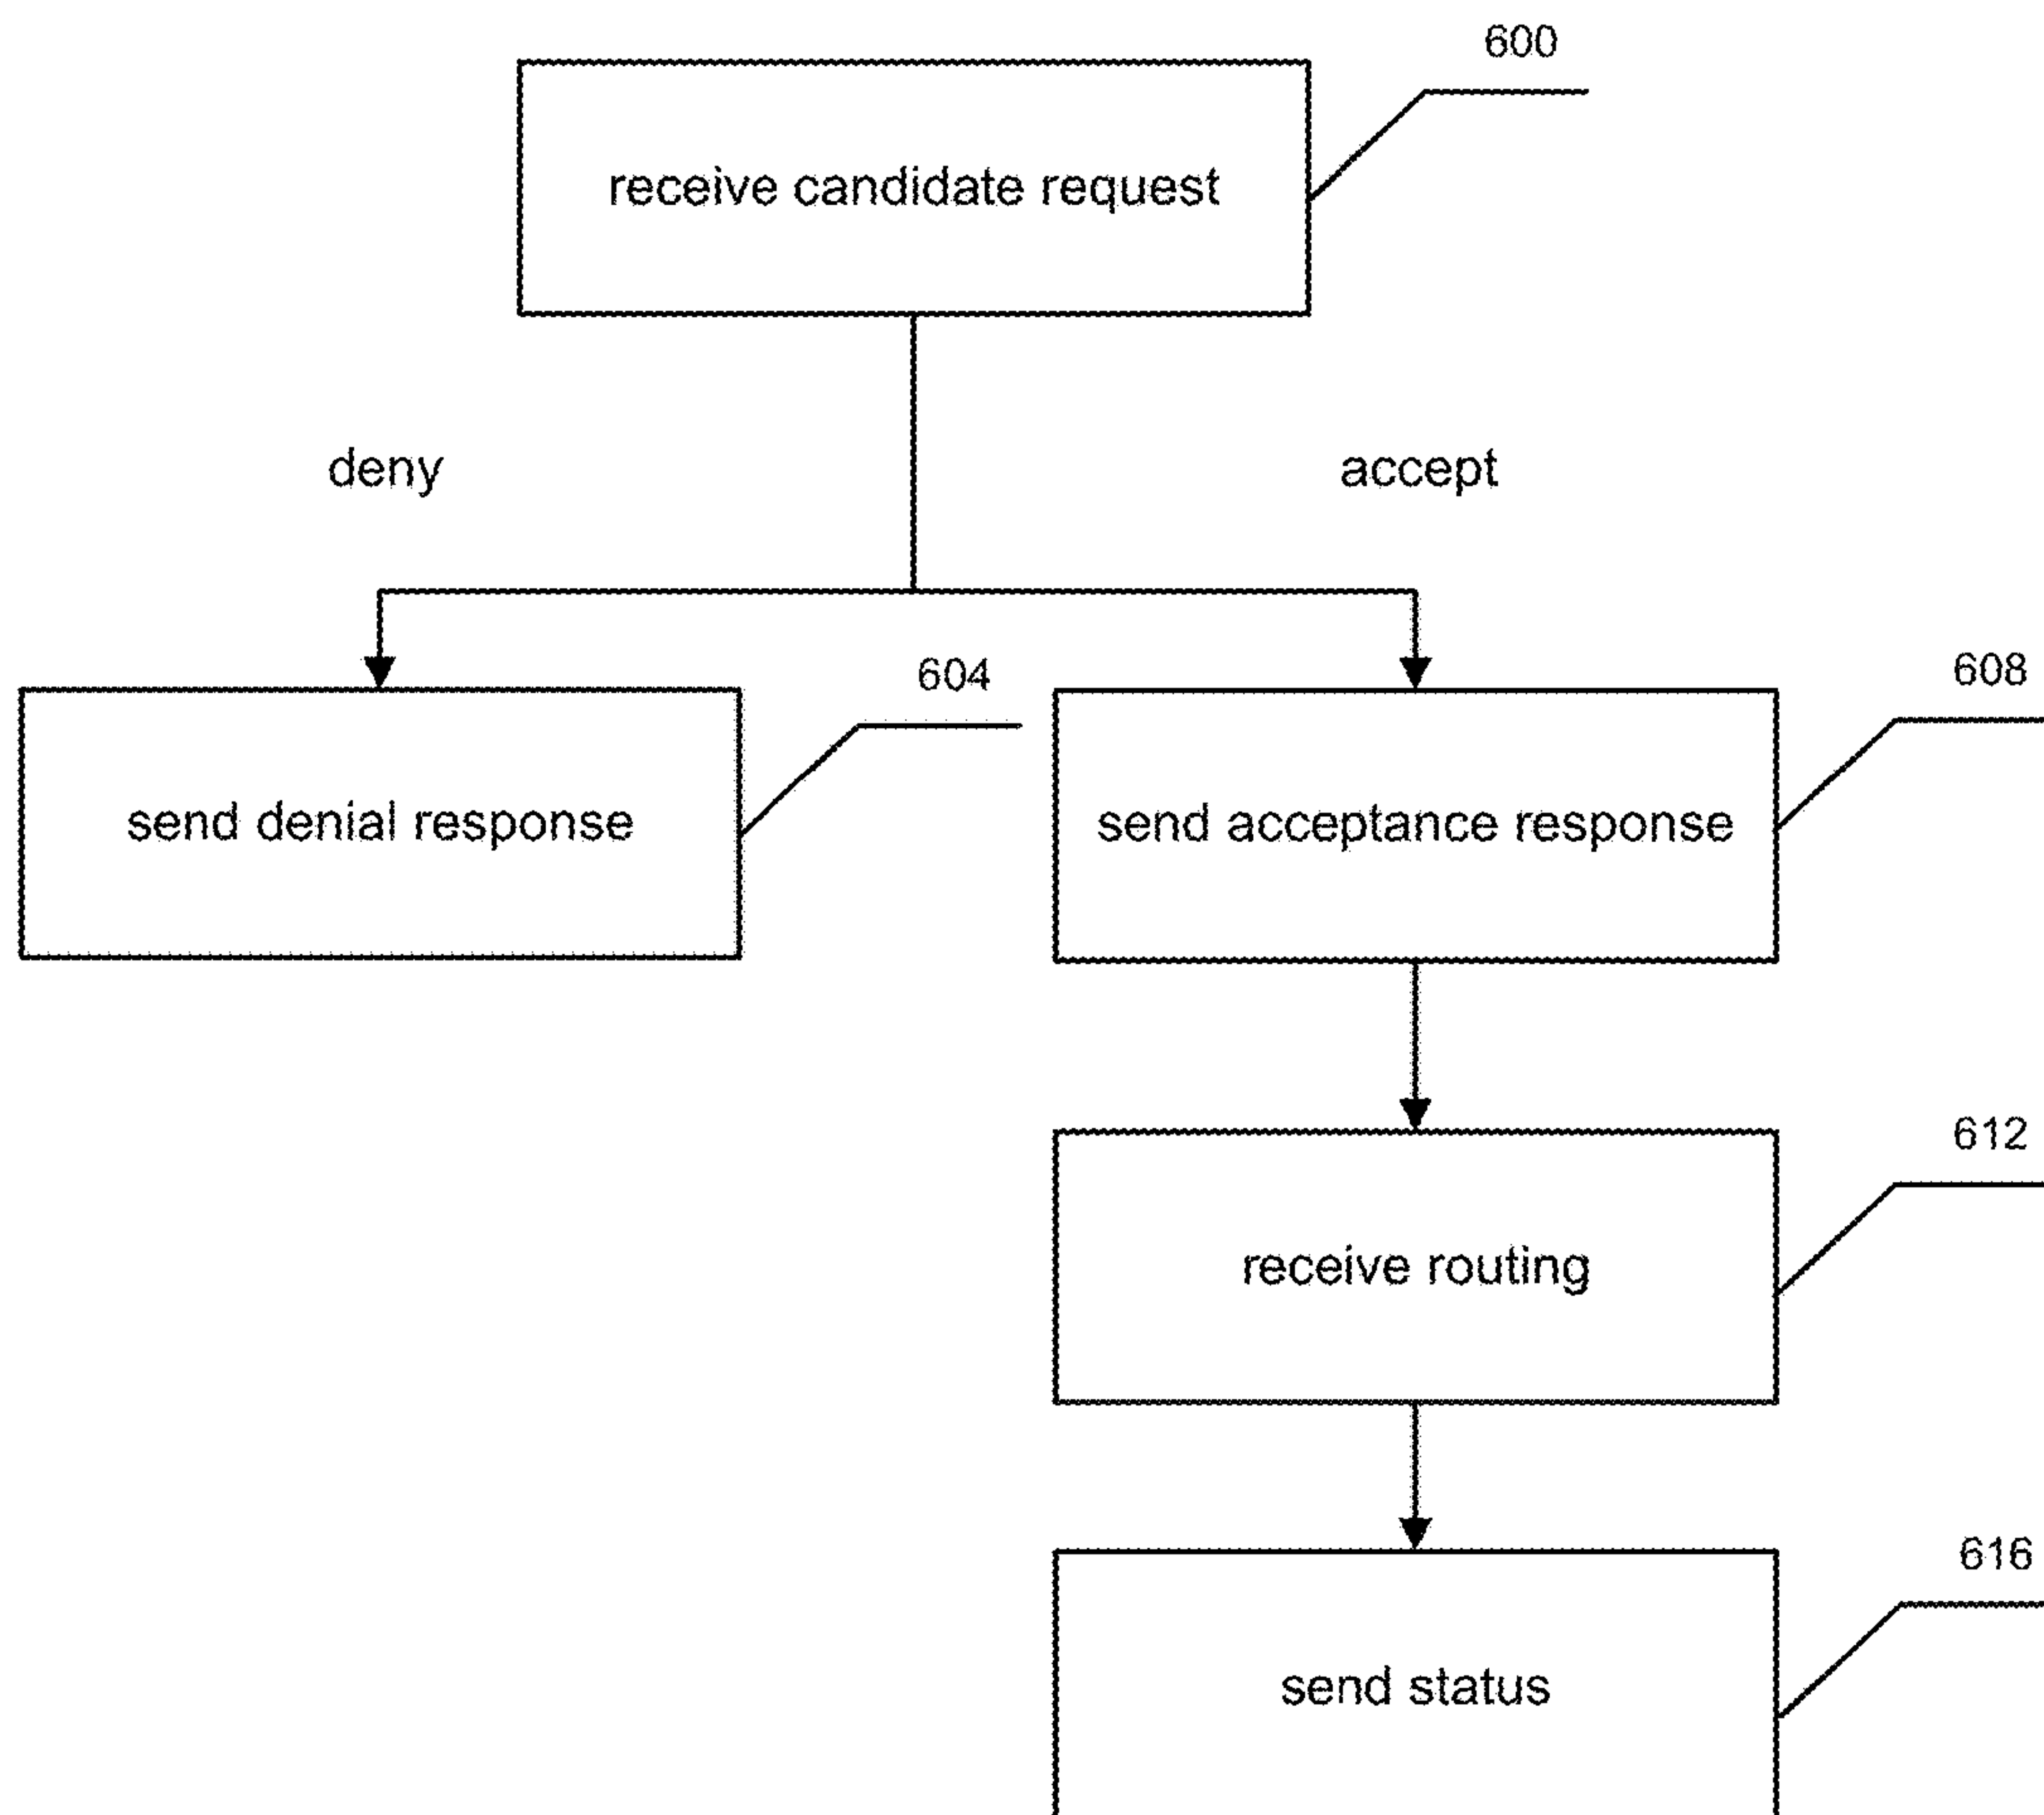 600
receive candidate request
deny
accept
604
608
send denial response
send acceptance response
612
receive routing
616
send status